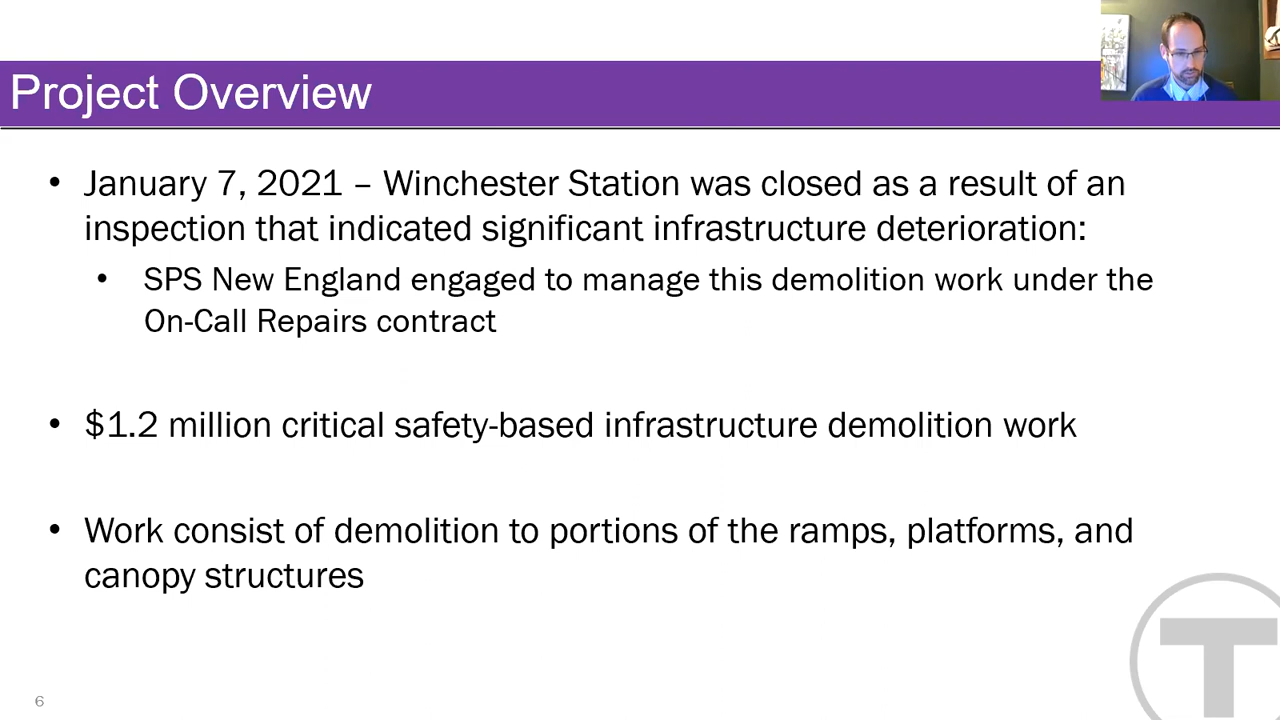 Project Overview
• January 7, 2021 – Winchester Station was closed as a result of an
inspection that indicated significant infrastructure deterioration:
• SPS New England engaged to manage this demolition work under the
On-Call Repairs contract
• $1.2 million critical safety-based infrastructure demolition work
• Work consist of demolition to portions of the ramps, platforms, and
canopy structures
T
6